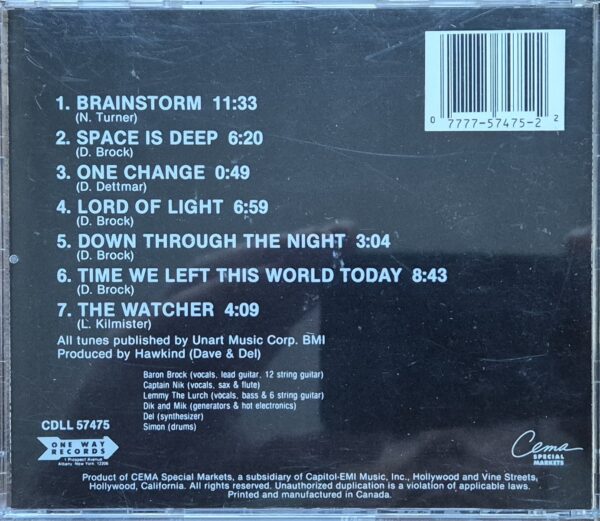 0 7777-57475-2 2
1. BRAINSTORM 11:33
(N. Turner)
2. SPACE IS DEEP 6:20
(D. Brock)
3. ONE CHANGE 0:49
(D. Dettmar)
4. LORD OF LIGHT 6:59
(D. Brock)
5. DOWN THROUGH THE NIGHT 3:04
(D. Brock)
6. TIME WE LEFT THIS WORLD TODAY 8:43
(D. Brock)
7. THE WATCHER 4:09
(L. Kilmister)
All tunes published by Unart Music Corp. BMI
Produced by Hawkind (Dave & Del)
Baron Brock (vocals, lead guitar, 12 string guitar)
Captain Nik (vocals, sax & flute)
Lemmy The Lurch (vocals, bass & 6 string guitar)
Dik and Mik (generators & hot electronics)
Del (synthesizer)
Simon (drums)
CDLL 57475
ONE WAY
RECORDS
1 Prospect Avenue
Albany, New York 12206
Cema
SPECIAL
MARKETS
Product of CEMA Special Markets, a subsidiary of Capitol-EMI Music, Inc., Hollywood and Vine Streets,
Hollywood, California. All rights reserved. Unauthorized duplication is a violation of applicable laws.
Printed and manufactured in Canada.